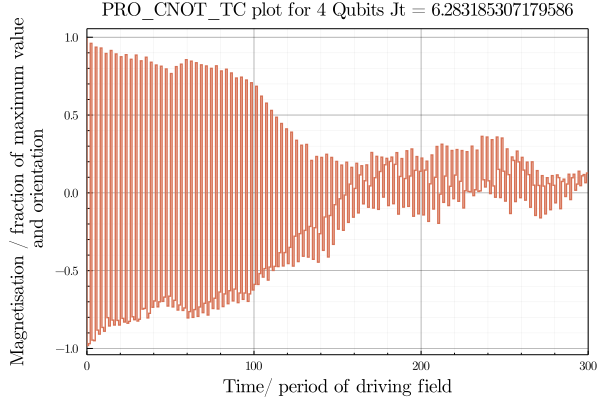 PRO_CNOT_TC plot for 4 Qubits Jt = 6.283185307179586
Magnetisation / fraction of maximum value
and orientation
1.0
0.5
0.0
−0.5
−1.0
0
100
200
300
Time/ period of driving field